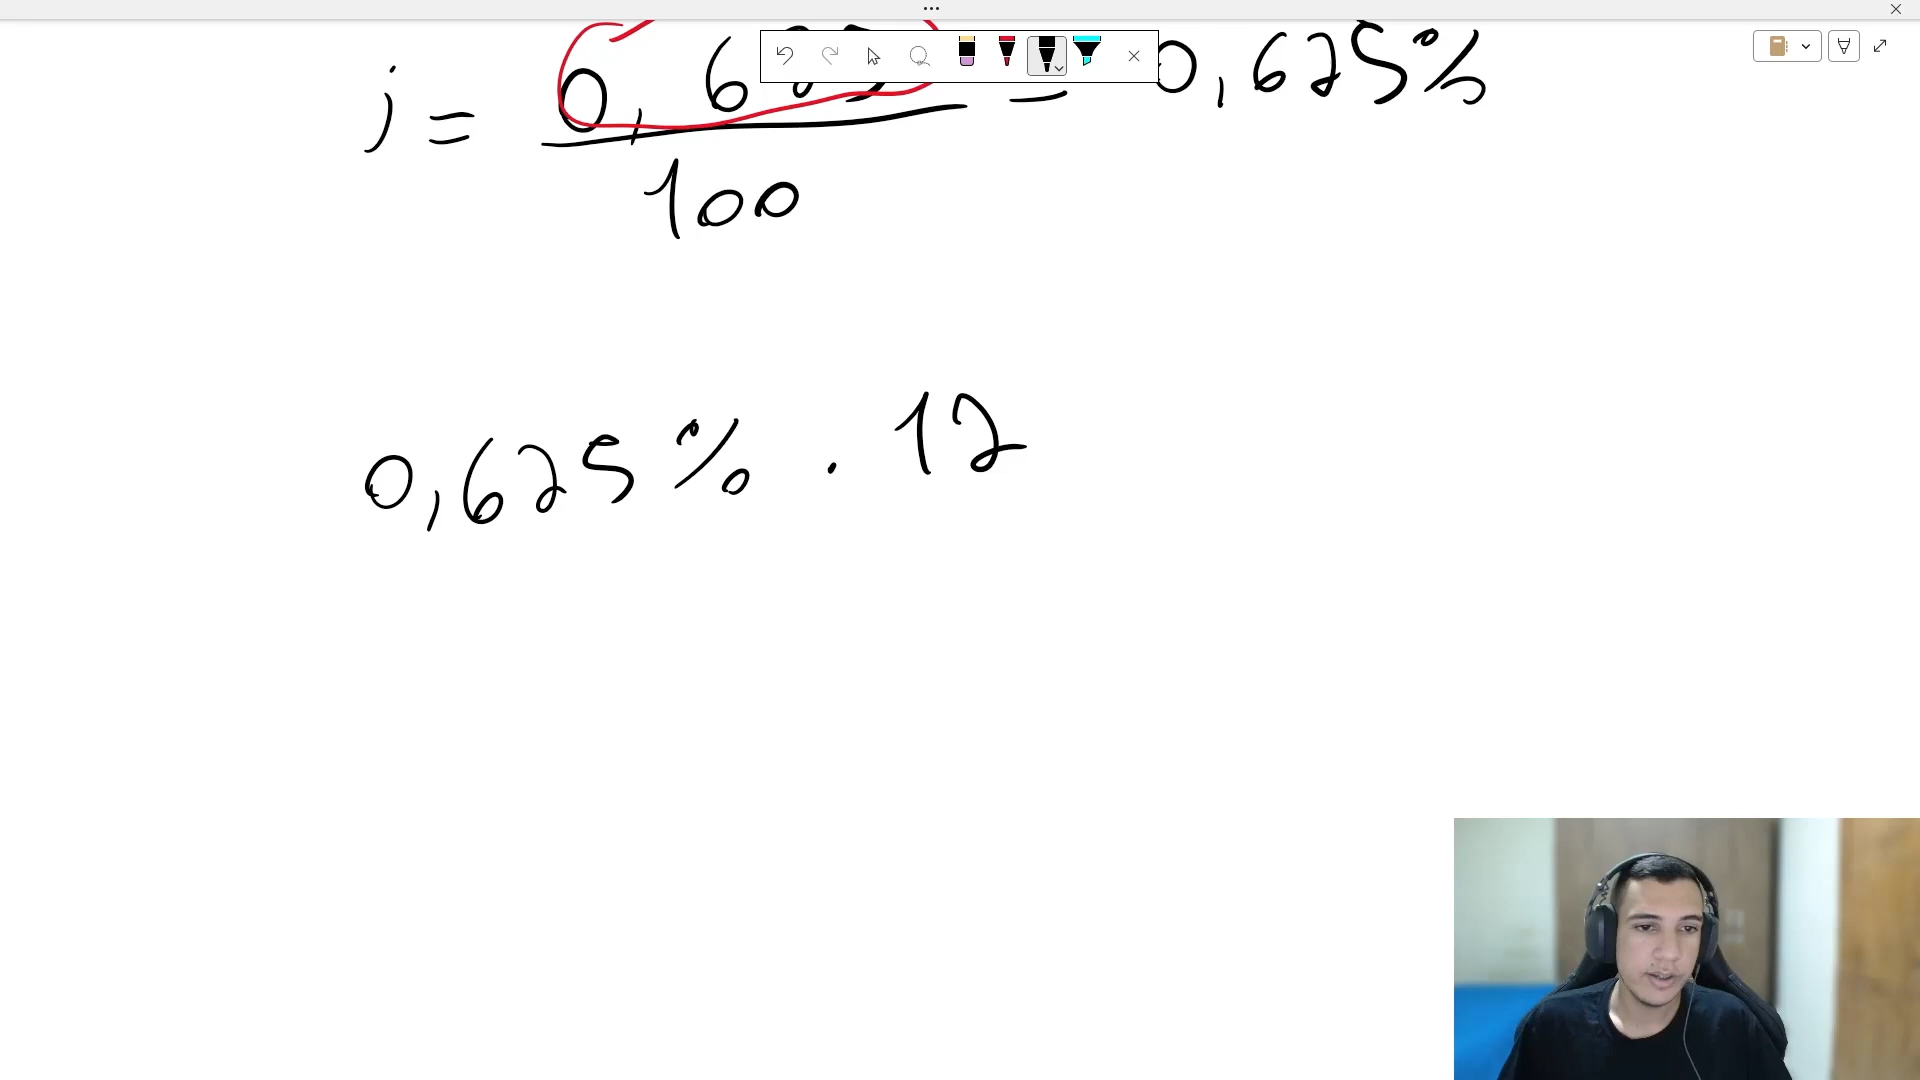 j = 0, 6 = 0,625%
100
0,625% . 12